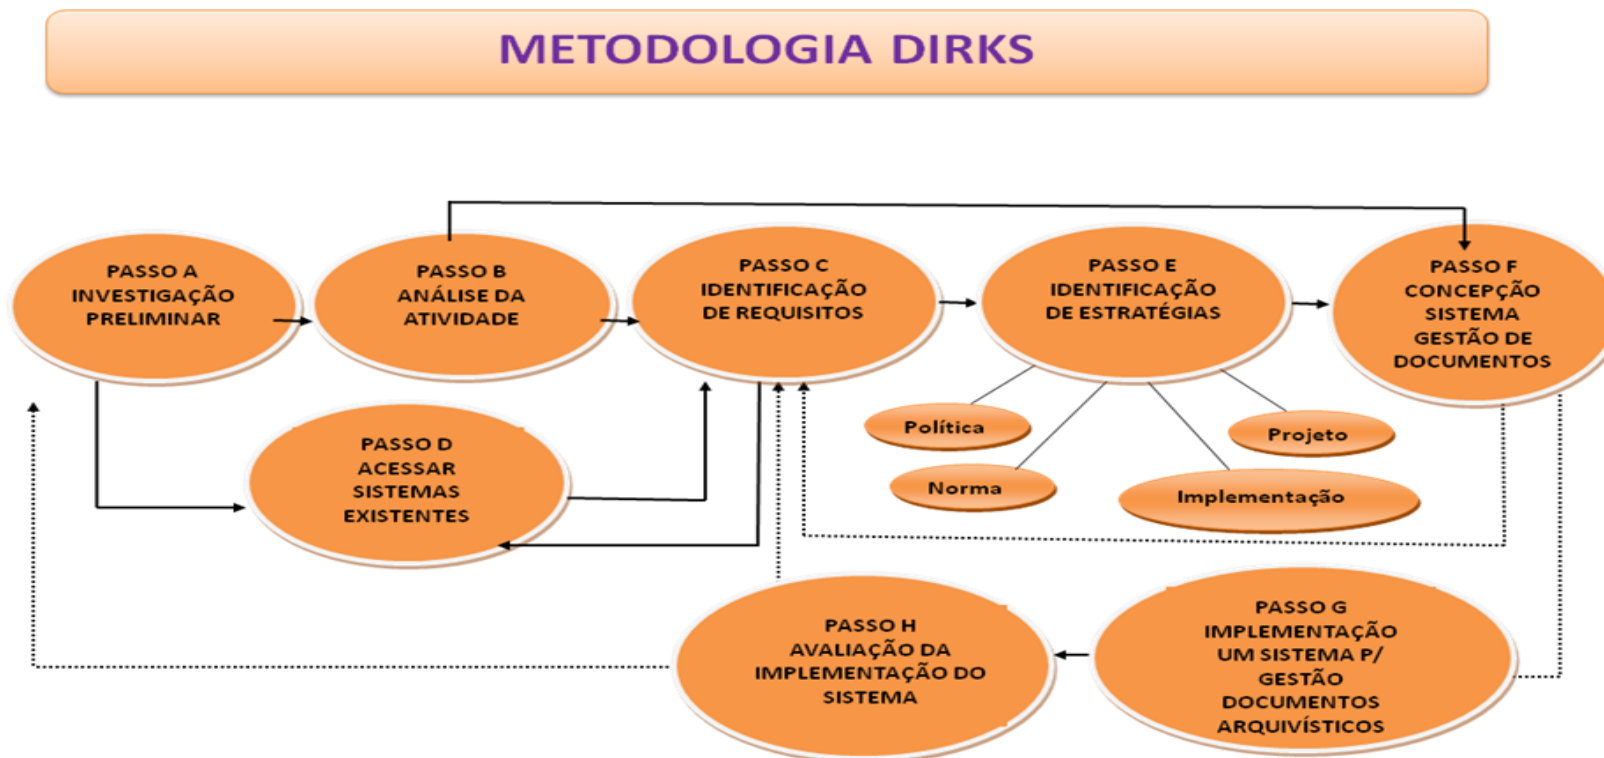 METODOLOGIA DIRKS
PASSO A
INVESTIGAÇÃO
PRELIMINAR
PASSO B
ANÁLISE DA
ATIVIDADE
PASSO C
IDENTIFICAÇÃO
DE REQUISITOS
PASSO E
IDENTIFICAÇÃO
DE ESTRATÉGIAS
PASSO F
CONCEPÇÃO
SISTEMA
GESTÃO DE
DOCUMENTOS
PASSO D
ACESSAR
SISTEMAS
EXISTENTES
Política
Norma
Projeto
Implementação
PASSO H
AVALIAÇÃO DA
IMPLEMENTAÇÃO DO
SISTEMA
PASSO G
IMPLEMENTAÇÃO
UM SISTEMA P/
GESTÃO
DOCUMENTOS
ARQUIVÍSTICOS